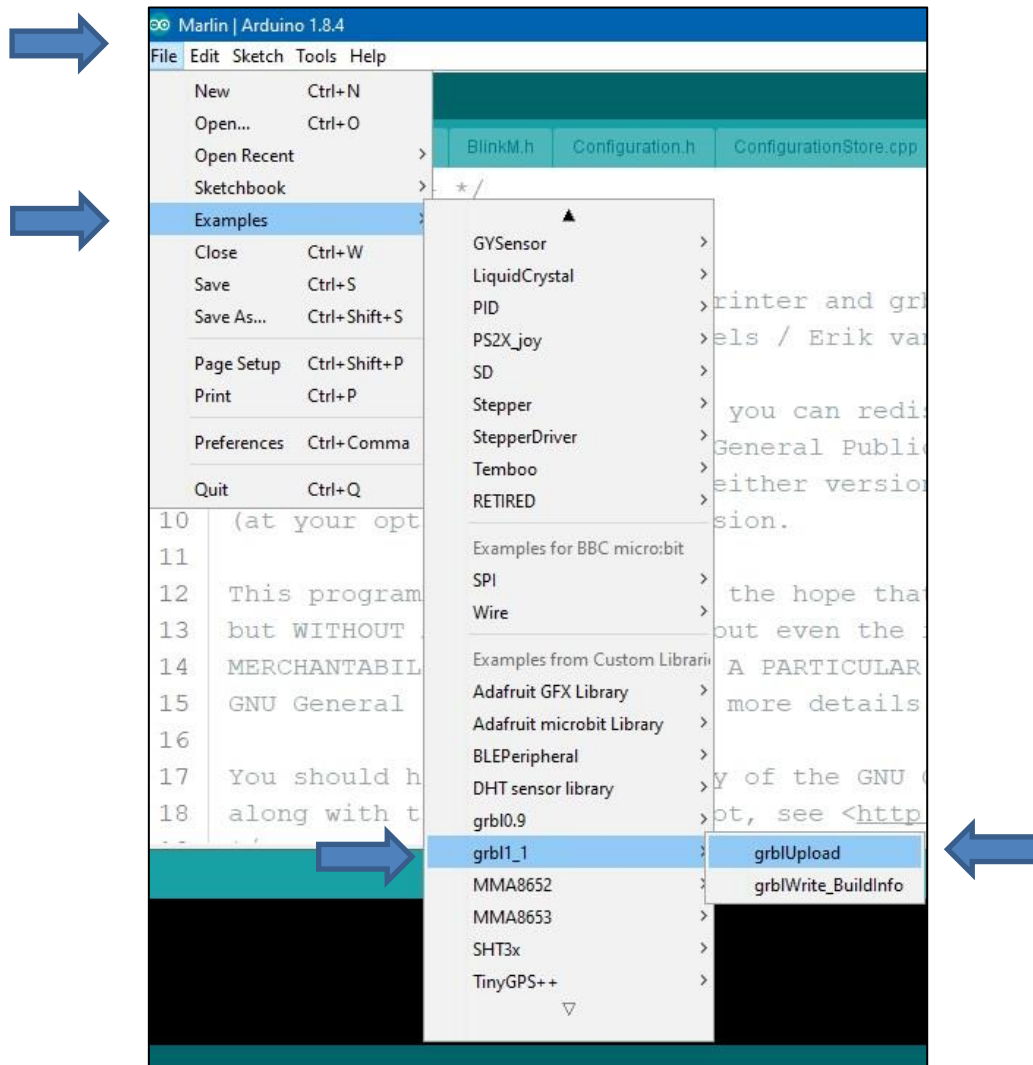 Marlin | Arduino 1.8.4
File Edit Sketch Tools Help
New Ctrl+N
Open... Ctrl+O
Open Recent
Sketchbook
Examples
Close Ctrl+W
Save Ctrl+S
Save As... Ctrl+Shift+S
Page Setup Ctrl+Shift+P
Print Ctrl+P
Preferences Ctrl+Comma
Quit Ctrl+Q
BlinkM.h Configuration.h ConfigurationStore.cpp
*/
GYSensor
LiquidCrystal
PID
PS2X_joy
SD
Stepper
StepperDriver
Temboo
RETIRED
Examples for BBC micro:bit
SPI
Wire
Examples from Custom Librari
Adafruit GFX Library
Adafruit microbit Library
BLEPeripheral
DHT sensor library
grbl0.9
grbl1_1
MMA8652
MMA8653
SHT3x
TinyGPS++
grblUpload
grblWrite_BuildInfo
rinter and grb
els / Erik van
you can redis
General Public
either version
10 (at your opt sion.
11
12 This program the hope that
13 but WITHOUT out even the
14 MERCHANTABIL A PARTICULAR
15 GNU General more details
16
17 You should h y of the GNU
18 along with t ot, see <http